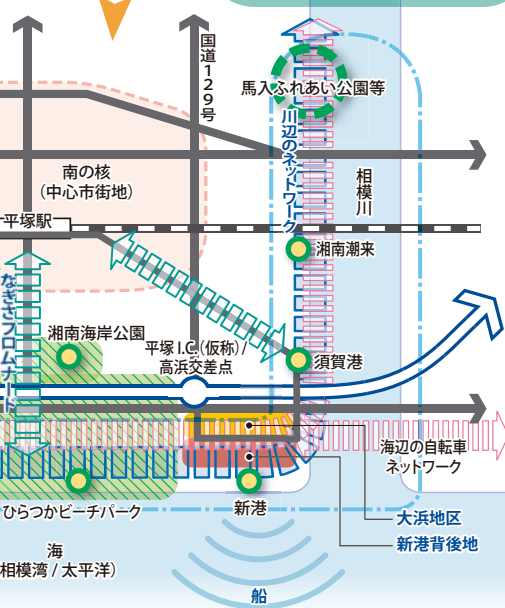 国道129号
馬入ふれあい公園等
川辺のネットワーク
相模川
南の核
(中心市街地)
平塚駅
湘南潮来
なぎさプロムナード
湘南海岸公園
平塚 I.C.(仮称)/
高浜交差点
須賀港
海辺の自転車
ネットワーク
ひらつかビーチパーク
新港
大浜地区
新港背後地
海
相模湾 / 太平洋)
船